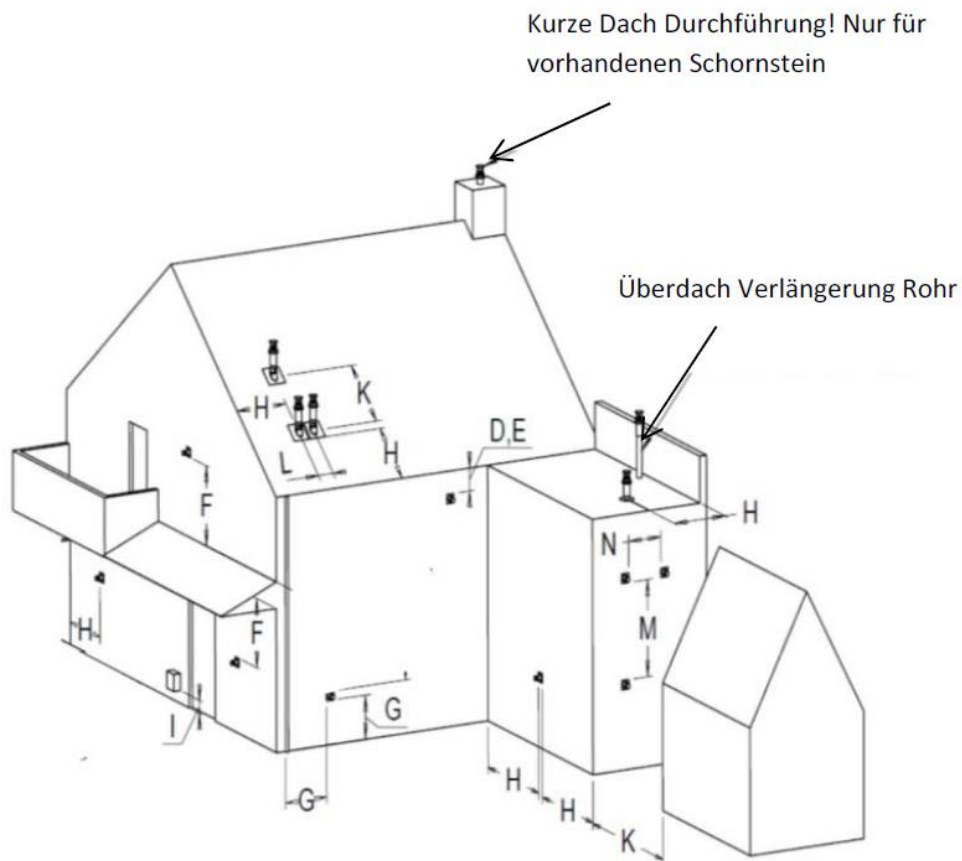 Kurze Dach Durchführung! Nur für
vorhandenen Schornstein
Überdach Verlängerung Rohr
K
H
D,E
L
H
F
H
N
F
M
H
G
I
G
H
H
K